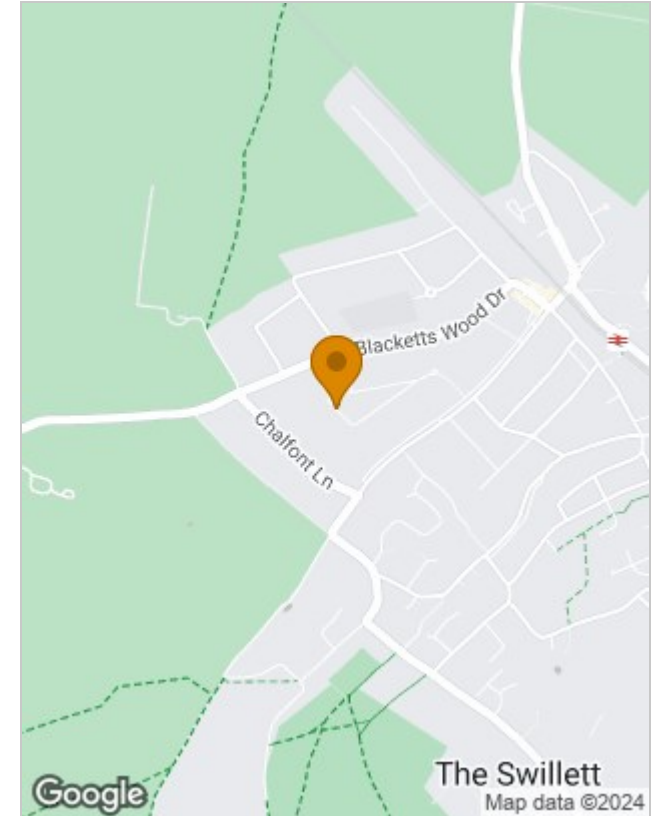 Blacketts Wood Dr
Chalfont Ln
The Swillett
Google
Map data ©2024